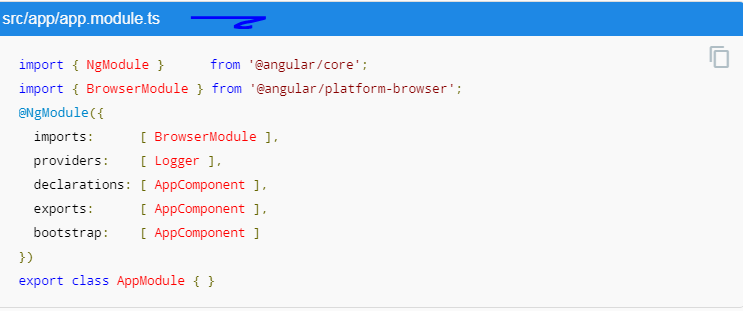 src/app/app.module.ts
import { NgModule }      from '@angular/core';
import { BrowserModule } from '@angular/platform-browser';
@NgModule({
  imports:      [ BrowserModule ],
  providers:    [ Logger ],
  declarations: [ AppComponent ],
  exports:      [ AppComponent ],
  bootstrap:    [ AppComponent ]
})
export class AppModule { }